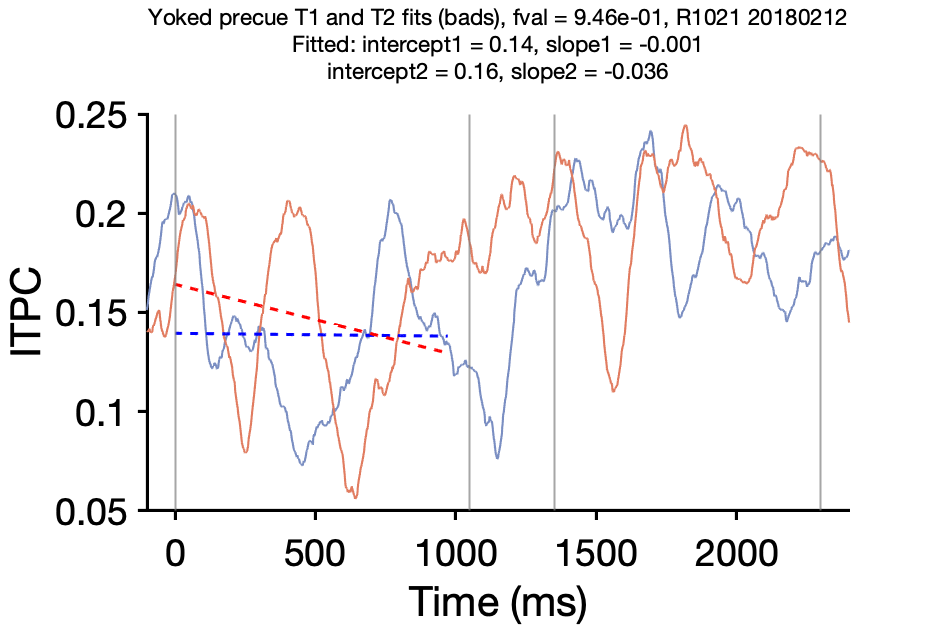 Yoked precue T1 and T2 fits (bads), fval = 9.46e-01, R1021 20180212
Fitted: intercept1 = 0.14, slope1 = -0.001
intercept2 = 0.16, slope2 = -0.036
0.25
0.2
0.15
0.1
0.05
ITPC
0 500 1000 1500 2000
Time (ms)